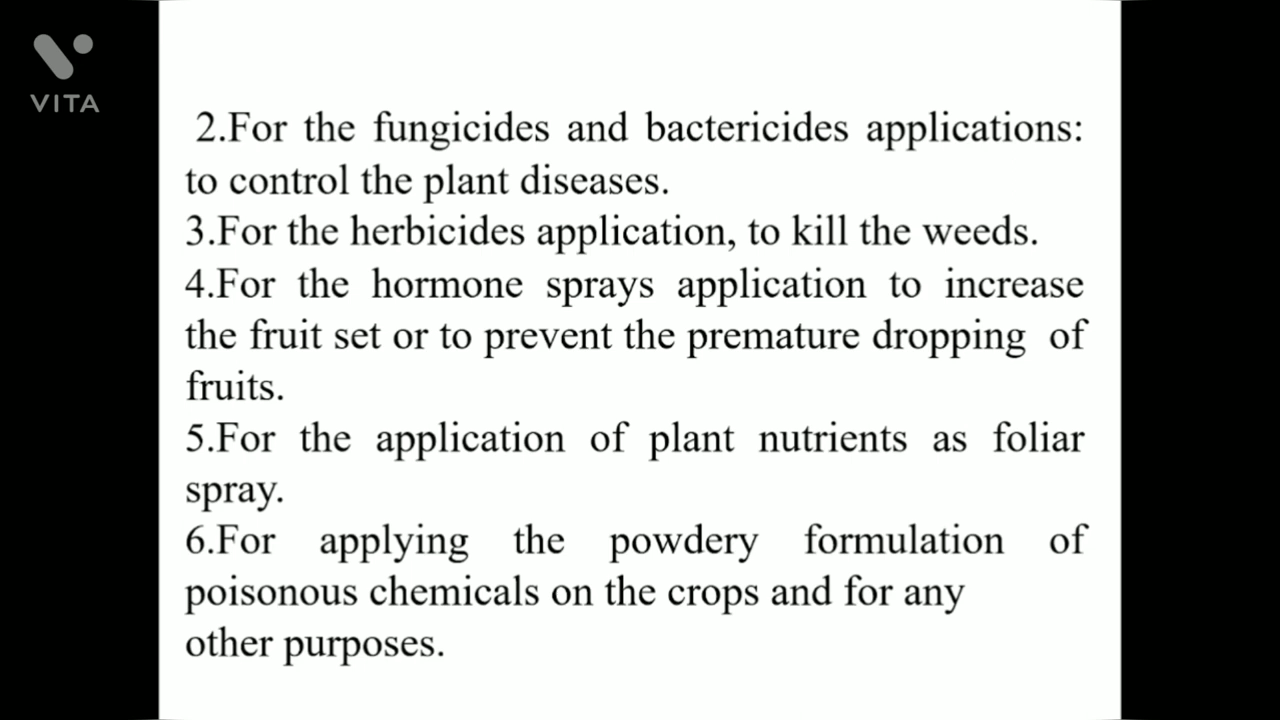 VITA
2.For the fungicides and bactericides applications:
to control the plant diseases.
3.For the herbicides application, to kill the weeds.
4.For the hormone sprays application to increase
the fruit set or to prevent the premature dropping of
fruits.
5.For the application of plant nutrients as foliar
spray.
6.For applying the powdery formulation of
poisonous chemicals on the crops and for any
other purposes.